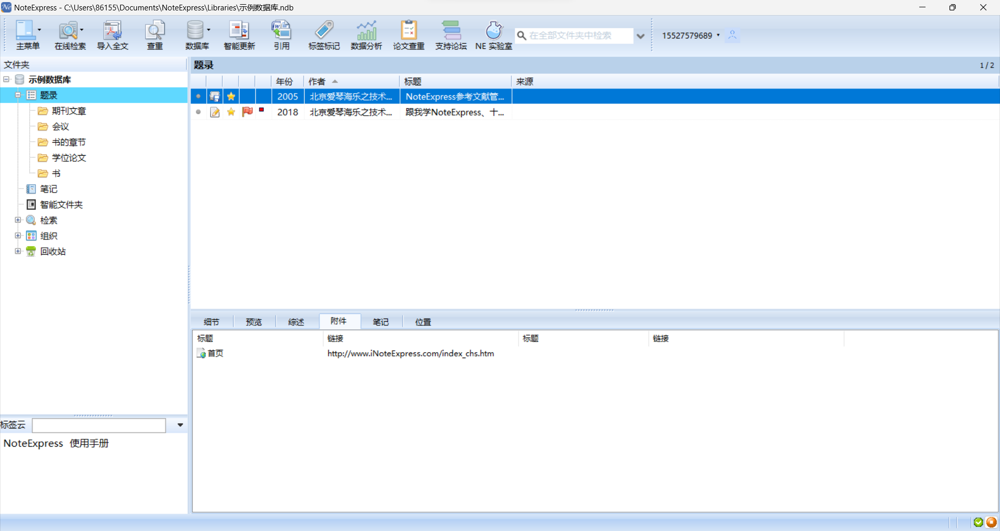 NoteExpress - C:\Users\86155\Documents\NoteExpress\Libraries\示例数据库.ndb
主菜单 在线检索 导入全文 查重 数据库 智能更新 引用 标签标记 数据分析 论文查重 支持论坛 NE 实验室 在全部文件夹中检索 15527579689
文件夹
示例数据库
题录
期刊文章
会议
书的章节
学位论文
书
笔记
智能文件夹
检索
组织
回收站
标签云
NoteExpress 使用手册
题录 1 / 2
年份 作者 标题 来源
2005 北京爱琴海乐之技术... NoteExpress参考文献管...
2018 北京爱琴海乐之技术... 跟我学NoteExpress、十...
细节 预览 综述 附件 笔记 位置
标题 链接 标题 链接
首页 http://www.iNoteExpress.com/index_chs.htm